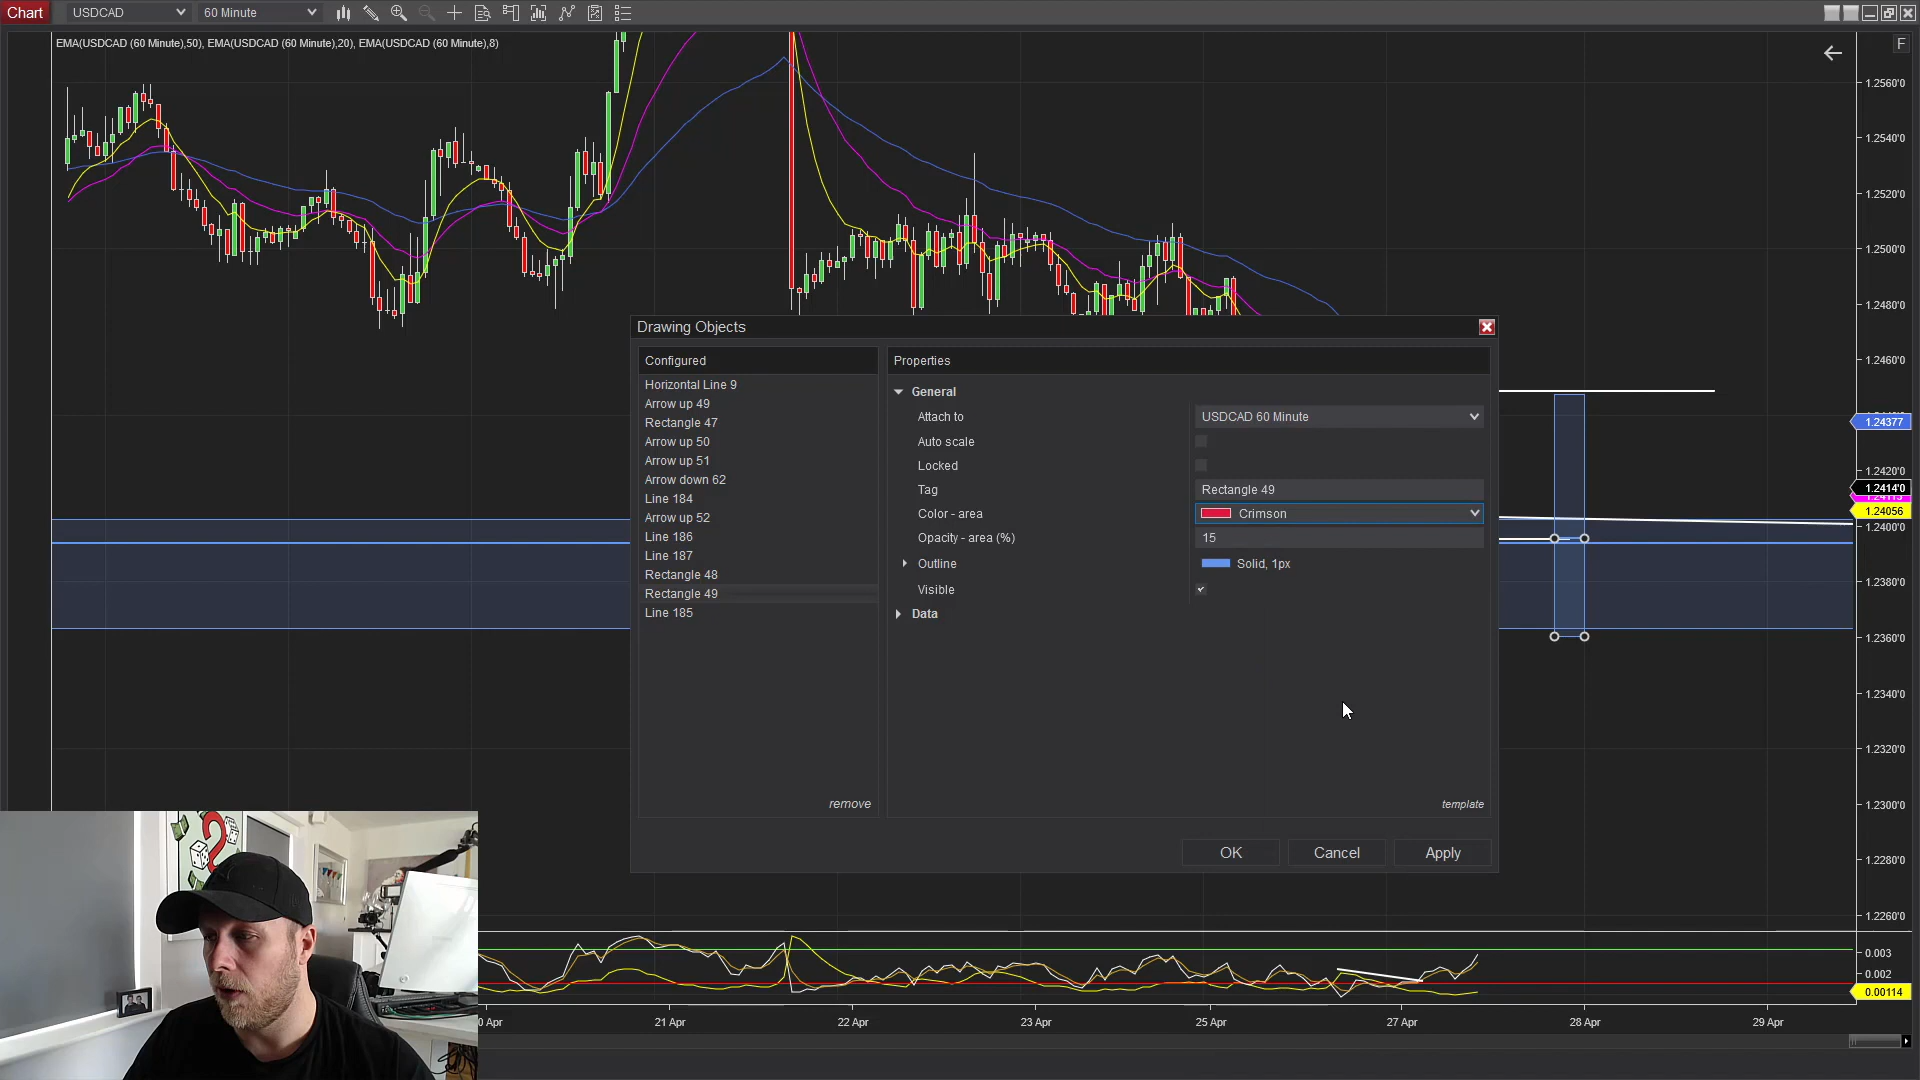 Chart
USDCAD
60 Minute
EMA(USDCAD (60 Minute),50), EMA(USDCAD (60 Minute),20), EMA(USDCAD (60 Minute),8)
F
1.2560'0
1.2540'0
1.2520'0
1.2500'0
1.2480'0
1.2460'0
1.24377
1.2420'0
1.2414'0
1.24056
1.2400'0
1.2380'0
1.2360'0
1.2340'0
1.2320'0
1.2300'0
1.2280'0
1.2260'0
0.003
0.002
0.00114
Drawing Objects
Configured
Horizontal Line 9
Arrow up 49
Rectangle 47
Arrow up 50
Arrow up 51
Arrow down 62
Line 184
Arrow up 52
Line 186
Line 187
Rectangle 48
Rectangle 49
Line 185
remove
Properties
General
Attach to
USDCAD 60 Minute
Auto scale
Locked
Tag
Rectangle 49
Color - area
Crimson
Opacity - area (%)
15
Outline
Solid, 1px
Visible
Data
template
OK
Cancel
Apply
0 Apr
21 Apr
22 Apr
23 Apr
25 Apr
27 Apr
28 Apr
29 Apr